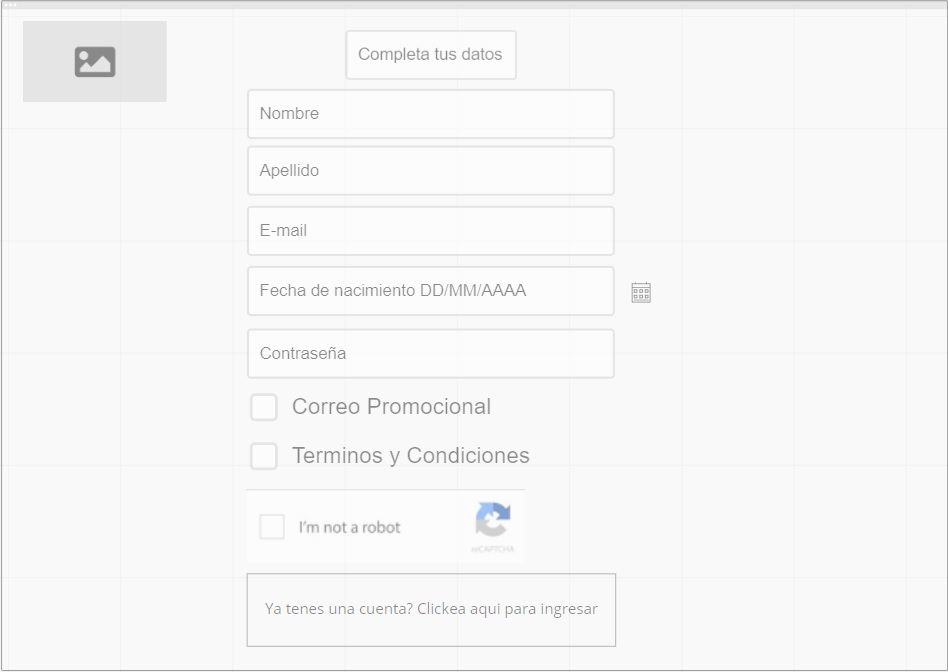 Completa tus datos
Nombre
Apellido
E-mail
Fecha de nacimiento DD/MM/AAAA
Contraseña
Correo Promocional
Terminos y Condiciones
I'm not a robot
reCAPTCHA
Ya tenes una cuenta? Clickea aqui para ingresar